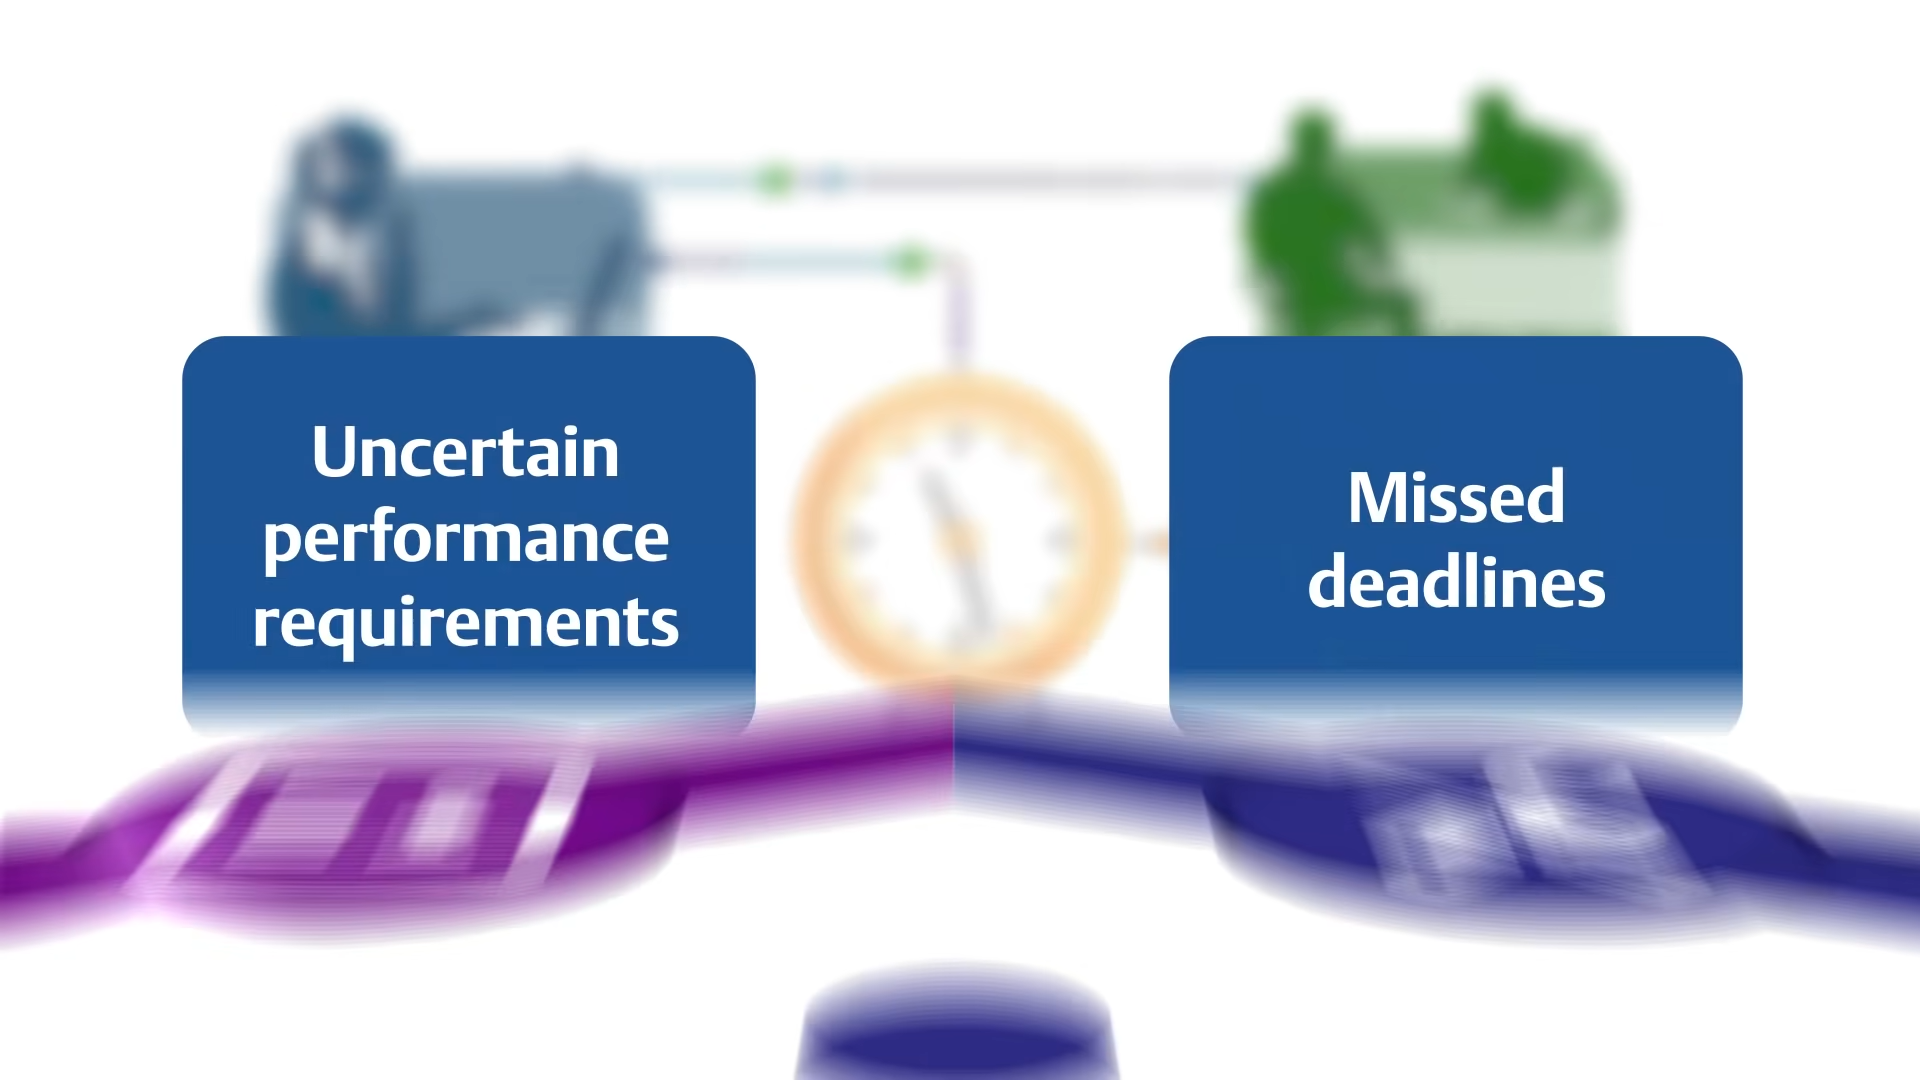 Uncertain
performance
requirements
Missed
deadlines